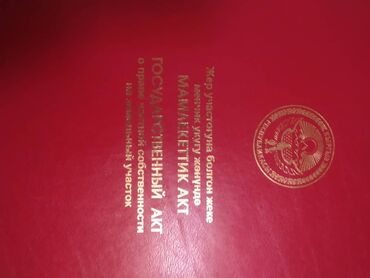 Жер участогуна болгон жеке
менчик укугу жөнүндө
МАМЛЕКЕТТИК АКТ
ГОСУДАРСТВЕННЫЙ АКТ
о праве частной собственности
на земельный участок